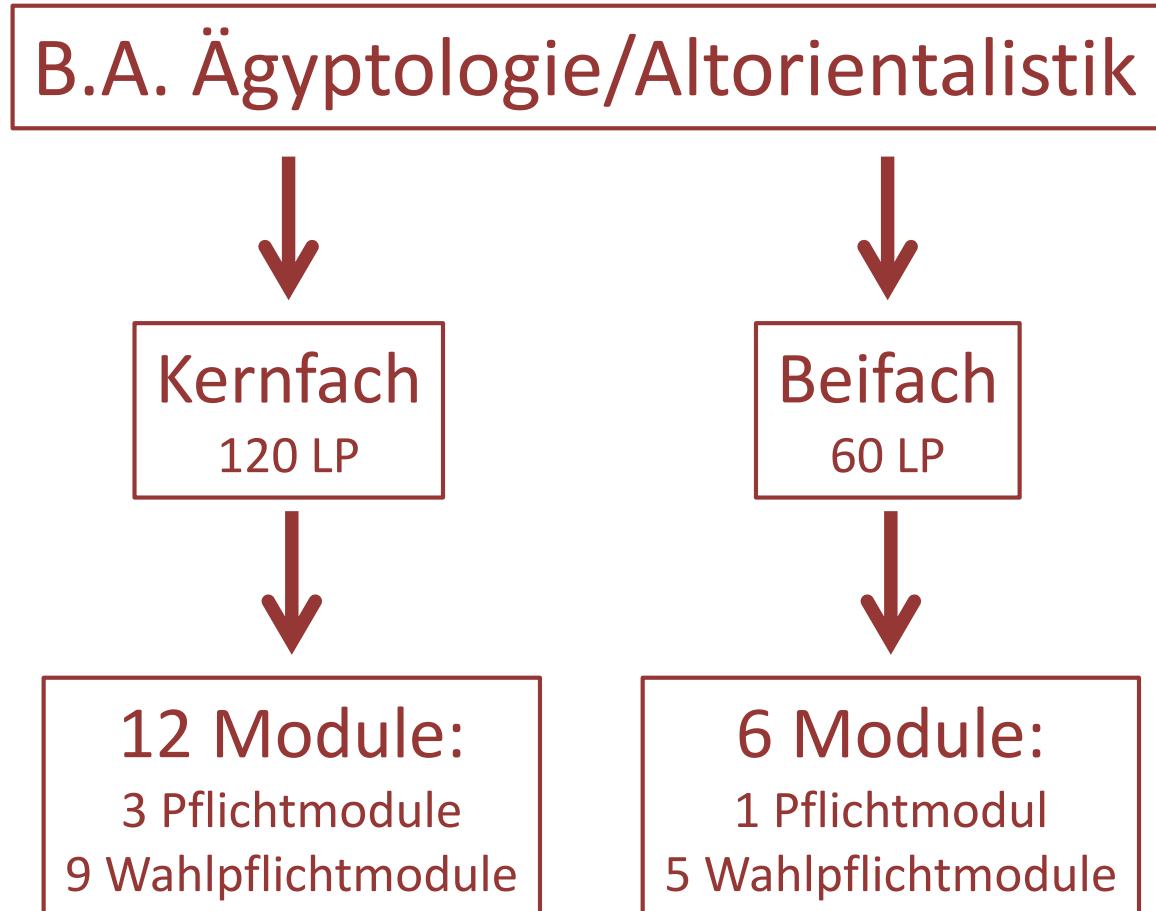 B.A. Ägyptologie/Altorientalistik
Kernfach
120 LP
Beifach
60 LP
12 Module:
3 Pflichtmodule
9 Wahlpflichtmodule
6 Module:
1 Pflichtmodul
5 Wahlpflichtmodule